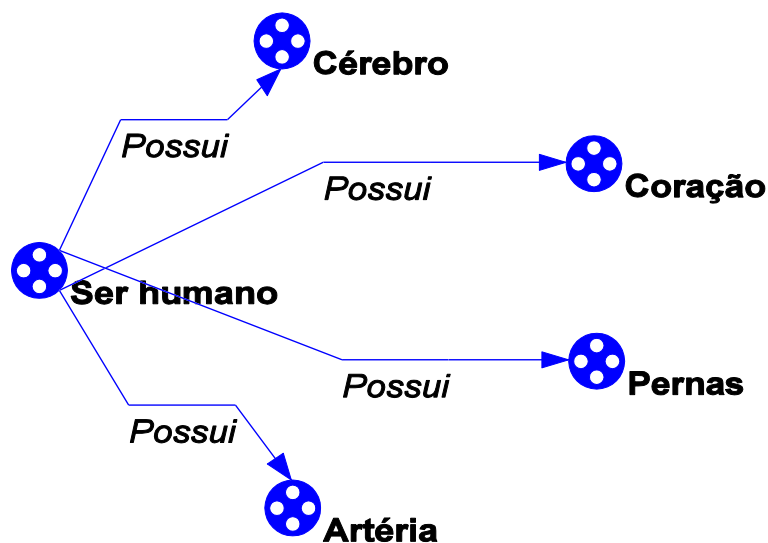 Cérebro
Possui
Possui
Coração
Ser humano
Possui
Pernas
Possui
Artéria